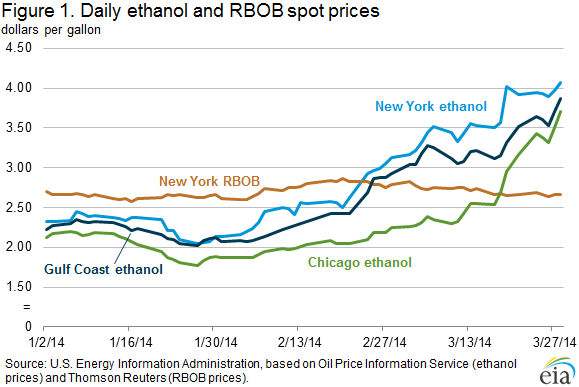 Figure 1. Daily ethanol and RBOB spot prices
dollars per gallon
4.50
4.00
New York ethanol
3.50
3.00
New York RBOB
2.50
2.00
Gulf Coast ethanol
Chicago ethanol
1.50
=
0
1/2/14 1/16/14 1/30/14 2/13/14 2/27/14 3/13/14 3/27/14
Source: U.S. Energy Information Administration, based on Oil Price Information Service (ethanol
prices) and Thomson Reuters (RBOB prices).
eia